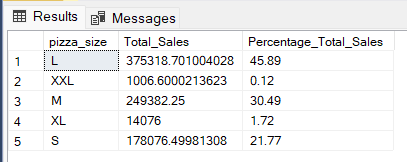 Results Messages
pizza_size Total_Sales Percentage_Total_Sales
1 L 375318.701004028 45.89
2 XXL 1006.6000213623 0.12
3 M 249382.25 30.49
4 XL 14076 1.72
5 S 178076.49981308 21.77